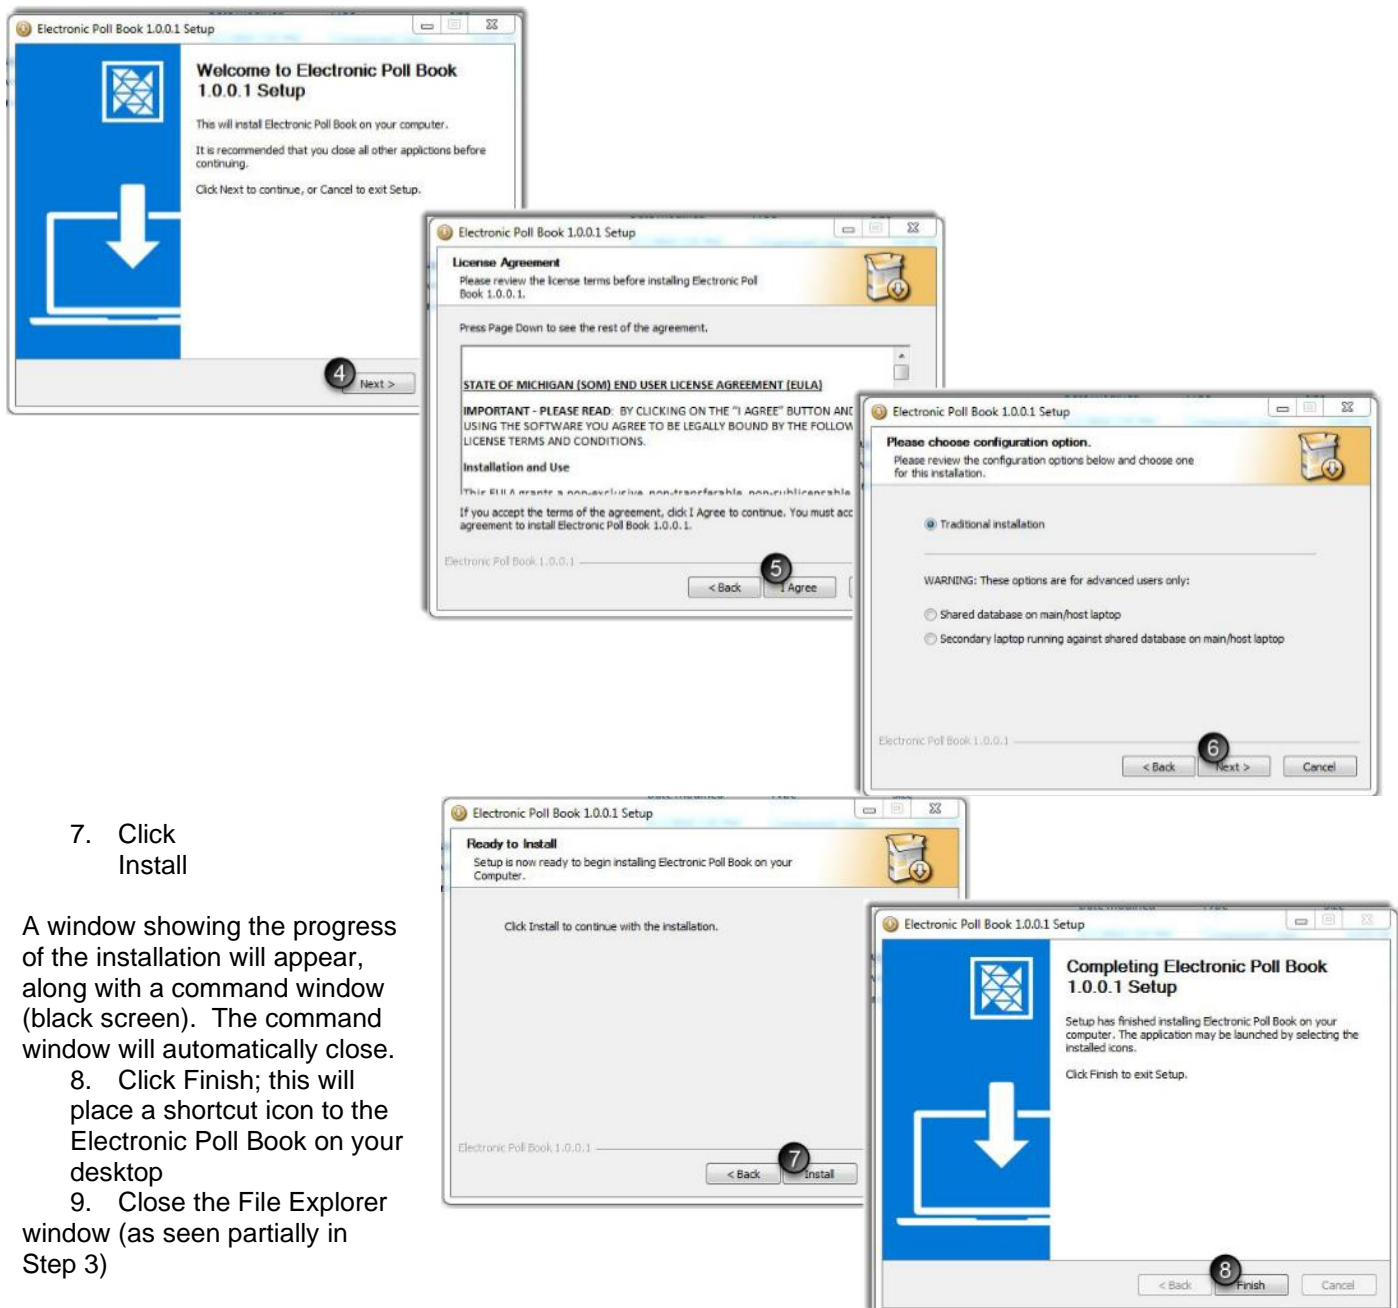 Electronic Poll Book 1.0.0.1 Setup
Welcome to Electronic Poll Book
1.0.0.1 Setup
This will install Electronic Poll Book on your computer.
It is recommended that you close all other applictions before
continuing.
Click Next to continue, or Cancel to exit Setup.
4
Next >
Electronic Poll Book 1.0.0.1 Setup
License Agreement
Please review the license terms before installing Electronic Poll
Book 1.0.0.1.
Press Page Down to see the rest of the agreement.
STATE OF MICHIGAN (SOM) END USER LICENSE AGREEMENT (EULA)
IMPORTANT - PLEASE READ: BY CLICKING ON THE "I AGREE" BUTTON AND
USING THE SOFTWARE YOU AGREE TO BE LEGALLY BOUND BY THE FOLLOW
LICENSE TERMS AND CONDITIONS.
Installation and Use
This EULA grants a non-exclusive, non-transferable, non-sublicensable
If you accept the terms of the agreement, click I Agree to continue. You must acc
agreement to install Electronic Poll Book 1.0.0.1.
Electronic Poll Book 1.0.0.1
5
< Back
I Agree
Electronic Poll Book 1.0.0.1 Setup
Please choose configuration option.
Please review the configuration options below and choose one
for this installation.
Traditional installation
WARNING: These options are for advanced users only:
Shared database on main/host laptop
Secondary laptop running against shared database on main/host laptop
Electronic Poll Book 1.0.0.1
6
< Back
Next >
Cancel
7. Click
Install
A window showing the progress
of the installation will appear,
along with a command window
(black screen). The command
window will automatically close.
8. Click Finish; this will
place a shortcut icon to the
Electronic Poll Book on your
desktop
9. Close the File Explorer
window (as seen partially in
Step 3)
Electronic Poll Book 1.0.0.1 Setup
Ready to Install
Setup is now ready to begin installing Electronic Poll Book on your
Computer.
Click Install to continue with the installation.
Electronic Poll Book 1.0.0.1
7
< Back
Install
Electronic Poll Book 1.0.0.1 Setup
Completing Electronic Poll Book
1.0.0.1 Setup
Setup has finished installing Electronic Poll Book on your
computer. The application may be launched by selecting the
installed icons.
Click Finish to exit Setup.
8
< Back
Finish
Cancel